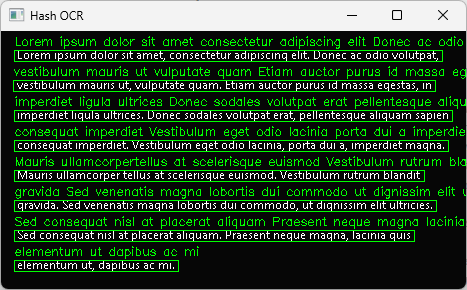 Hash OCR
Lorem ipsum dolor sit amet consectetur adipiscing elit Donec ac odio
Lorem ipsum dolor sit amet, consectetur adipiscing elit. Donec ac odio volutpat,
vestibulum mauris ut vulputate quam Etiam auctor purus id massa eg
vestibulum mauris ut, vulputate quam. Etiam auctor purus id massa egestas, in
imperdiet ligula ultrices Donec sodales volutpat erat pellentesque aliqu
imperdiet ligula ultrices. Donec sodales volutpat erat, pellentesque aliquam sapien
consequat imperdiet Vestibulum eget odio lacinia porta dui a imperdie
consequat imperdiet. Vestibulum eget odio lacinia, porta dui a, imperdiet magna.
Mauris ullamcorpertellus at scelerisque euismod Vestibulum rutrum bla
Mauris ullamcorper tellus at scelerisque euismod. Vestibulum rutrum blandit
gravida Sed venenatis magna lobortis dui commodo ut dignissim elit u
gravida. Sed venenatis magna lobortis dui commodo, ut dignissim elit ultricies.
Sed consequat nisl at placerat aliquam Praesent neque magna lacinia
Sed consequat nisl at placerat aliquam. Praesent neque magna, lacinia quis
elementum ut dapibus ac mi
elementum ut, dapibus ac mi.